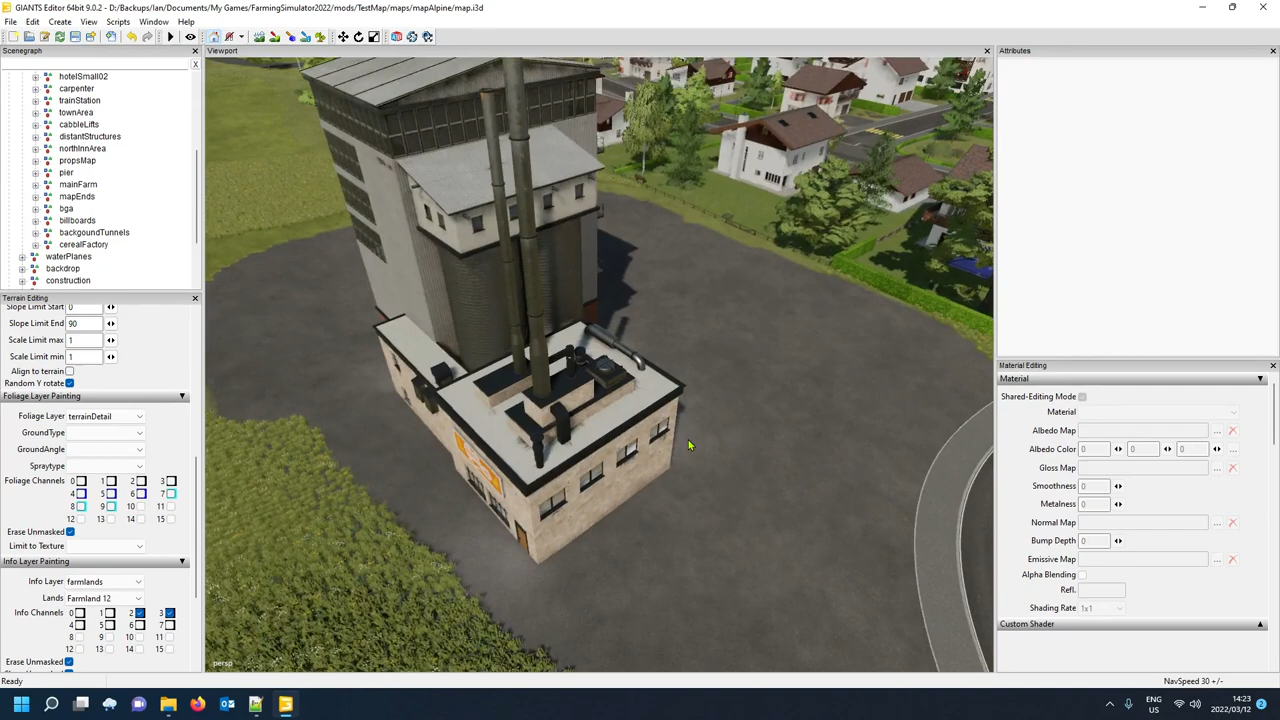 GIANTS Editor 64bit 9.0.2 - D:/Backups/Ian/Documents/My Games/FarmingSimulator2022/mods/TestMap/maps/mapAlpine/map.i3d
File Edit Create View Scripts Window Help
Scenegraph
Viewport
Attributes
X
hotelSmall02
carpenter
trainStation
townArea
cabbleLifts
distantStructures
northInnArea
propsMap
pier
mainFarm
mapEnds
bga
billboards
backgoundTunnels
cerealFactory
waterPlanes
backdrop
construction
Terrain Editing
Slope Limit Start 0
Slope Limit End 90
Scale Limit max 1
Scale Limit min 1
Align to terrain
Random Y rotate
Foliage Layer Painting
Foliage Layer terrainDetail
GroundType
GroundAngle
Spraytype
Foliage Channels 0 1 2 3
4 5 6 7
8 9 10 11
12 13 14 15
Erase Unmasked
Limit to Texture
Info Layer Painting
Info Layer farmlands
Lands Farmland 12
Info Channels 0 1 2 3
4 5 6 7
8 9 10 11
12 13 14 15
Erase Unmasked
persp
Material Editing
Material
Shared-Editing Mode
Material
Albedo Map ...
Albedo Color 0 0 0 ...
Gloss Map ...
Smoothness 0
Metalness 0
Normal Map ...
Bump Depth 0
Emissive Map ...
Alpha Blending
Refl.
Shading Rate 1x1
Custom Shader
Ready
NavSpeed 30 +/-
ENG
US
14:23
2022/03/12
2